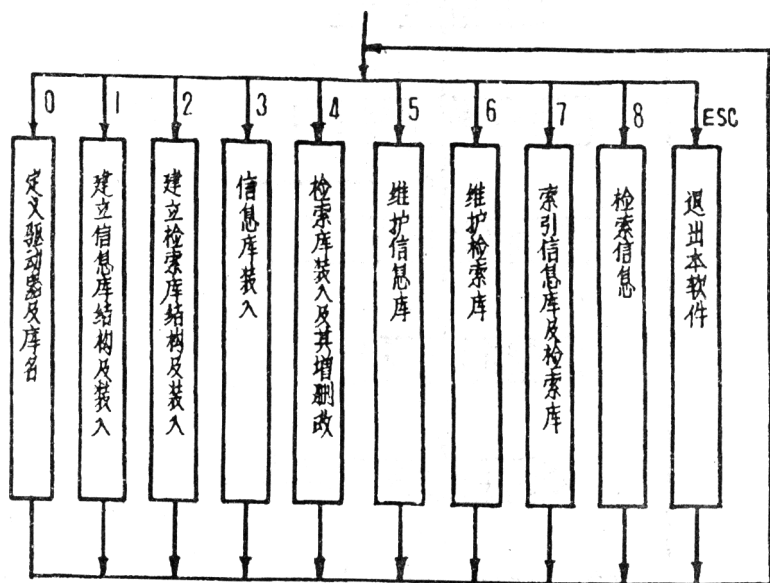 0
1
2
3
4
5
6
7
8
ESC
定义驱动器及库名
建立信息库结构及装入
建立检索库结构及装入
信息库装入
检索库装入及其增删改
维护信息库
维护检索库
索引信息库及检索库
检索信息
退出本软件